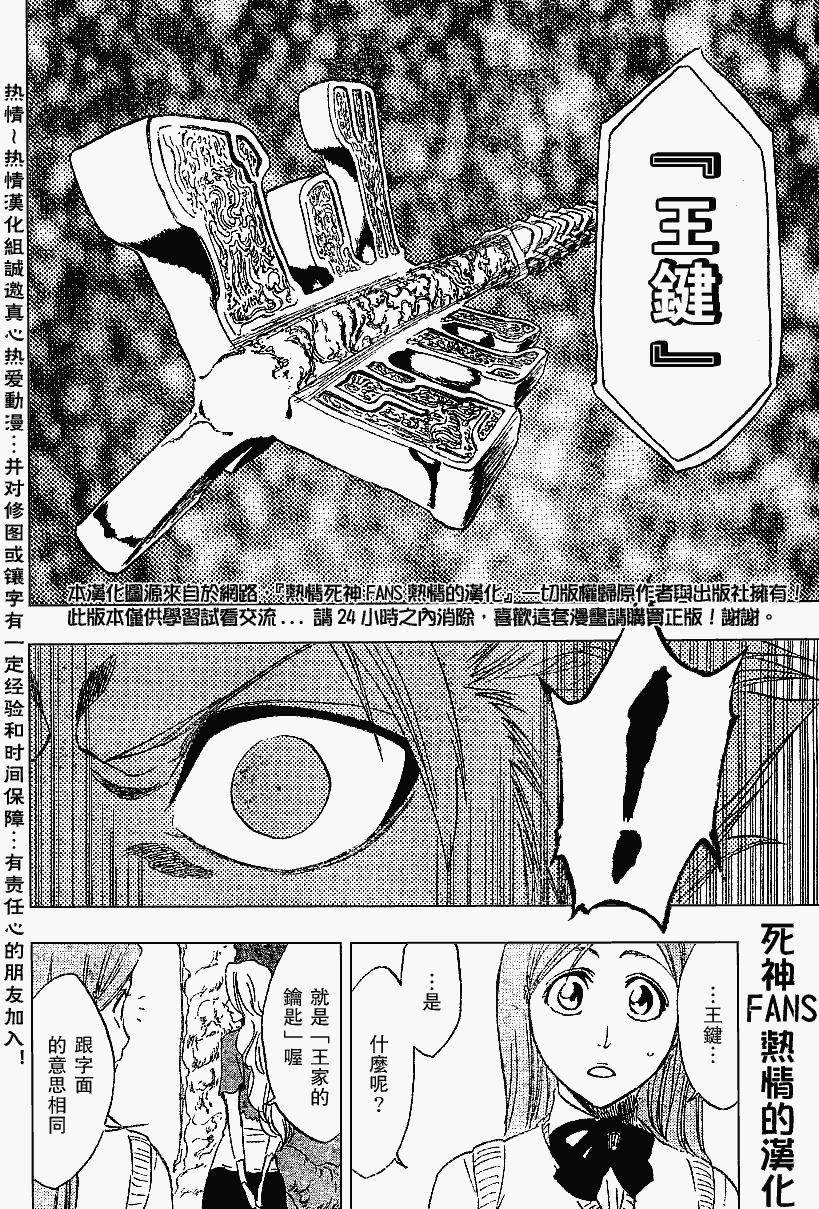 『王鍵』
本漢化圖源來自於網路，『熱情死神FANS熱情的漢化』一切版權歸原作者與出版社擁有！
此版本僅供學習試看交流...請24小時之內消除，喜歡這套漫畫請購買正版！謝謝。
！
…王鍵…
…是
什麼呢？
就是「王家的
鑰匙」喔
跟字面
的意思相同
死神FANS熱情的漢化
热情~热情漢化組誠邀真心热爱動漫…并对修图或镶字有一定经验和时间保障…有责任心的朋友加入！